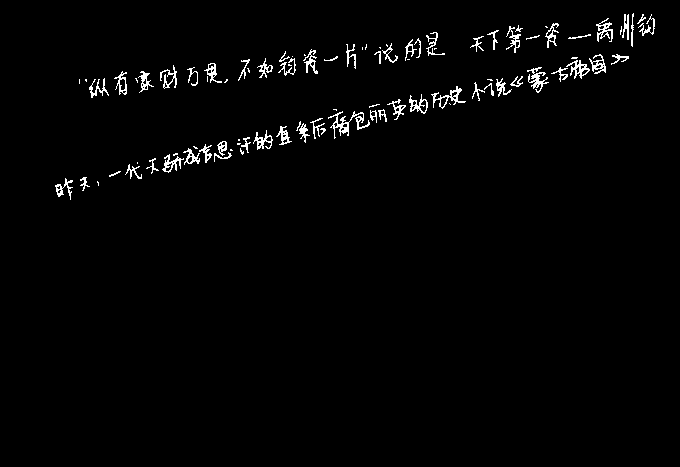 “纵有家财万贯,不如钧瓷一片”说的是 天下第一瓷—禹州钧
昨天,一代天骄成吉思汗的直系后裔包丽英的历史小说《蒙古帝国》